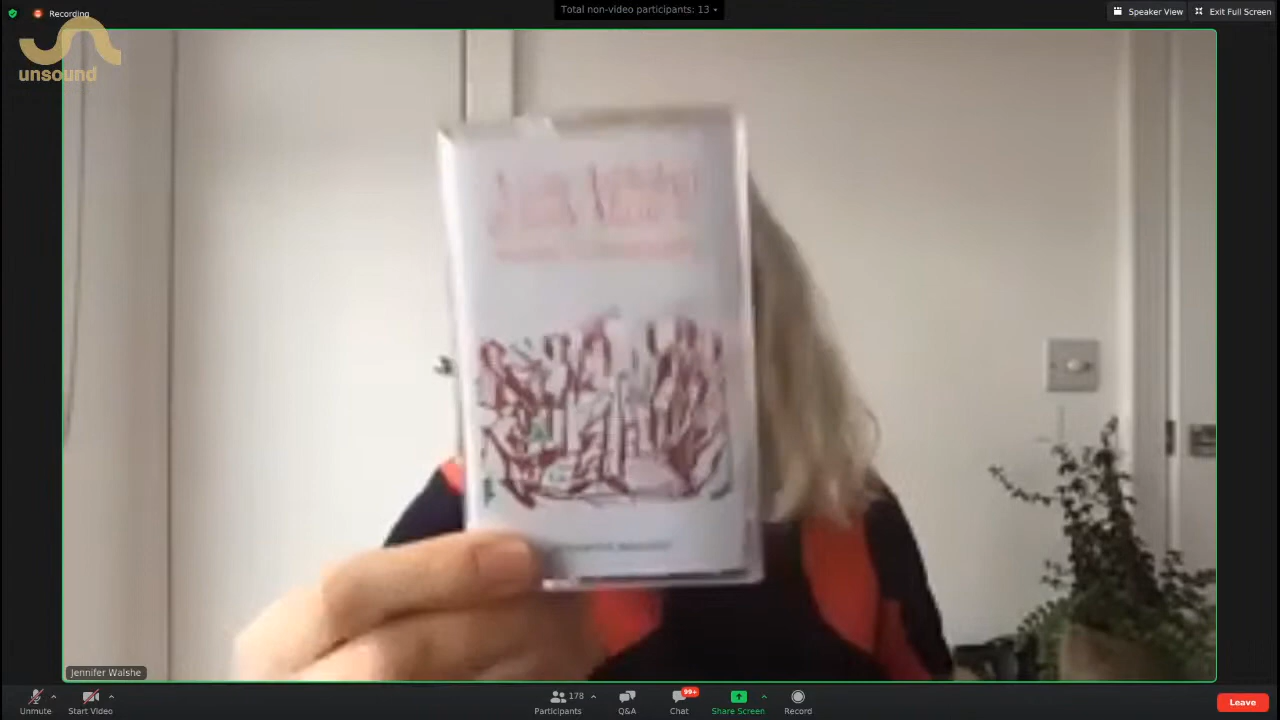 Recording
Total non-video participants: 13
Speaker View
Exit Full Screen
unsound
Jennifer Walshe
Unmute
Start Video
178
Participants
Q&A
99+
Chat
Share Screen
Record
Leave